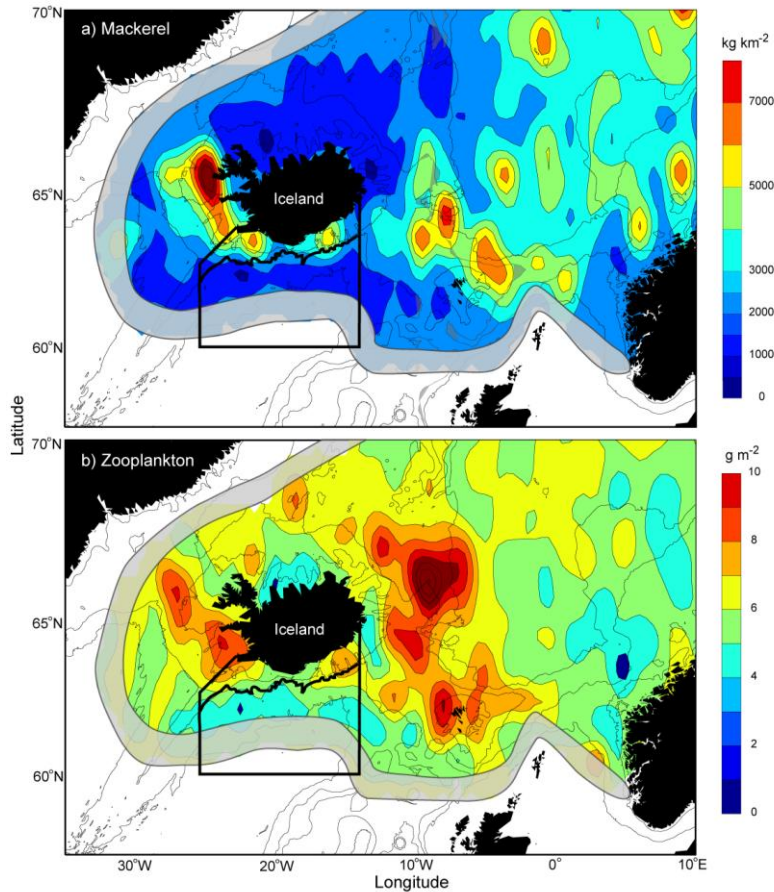 70°N
a) Mackerel
kg km-2
7000
5000
3000
2000
1000
0
65°N
Iceland
60°N
Latitude
70°N
b) Zooplankton
g m-2
10
8
6
4
2
0
65°N
Iceland
60°N
30°W
20°W
10°W
0°
10°E
Longitude